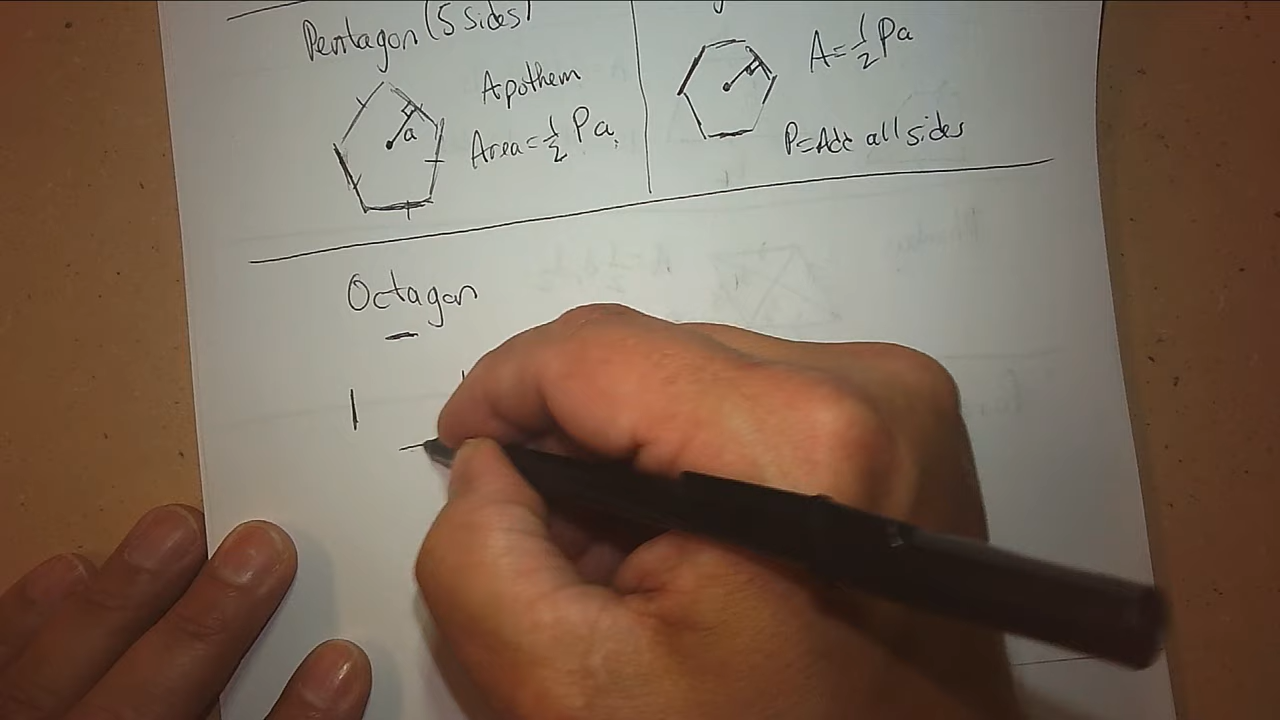 Pentagon (5 sides)
a
Apothem
Area = 1/2 Pa
A = 1/2 Pa
P = Add all sides
Octagon